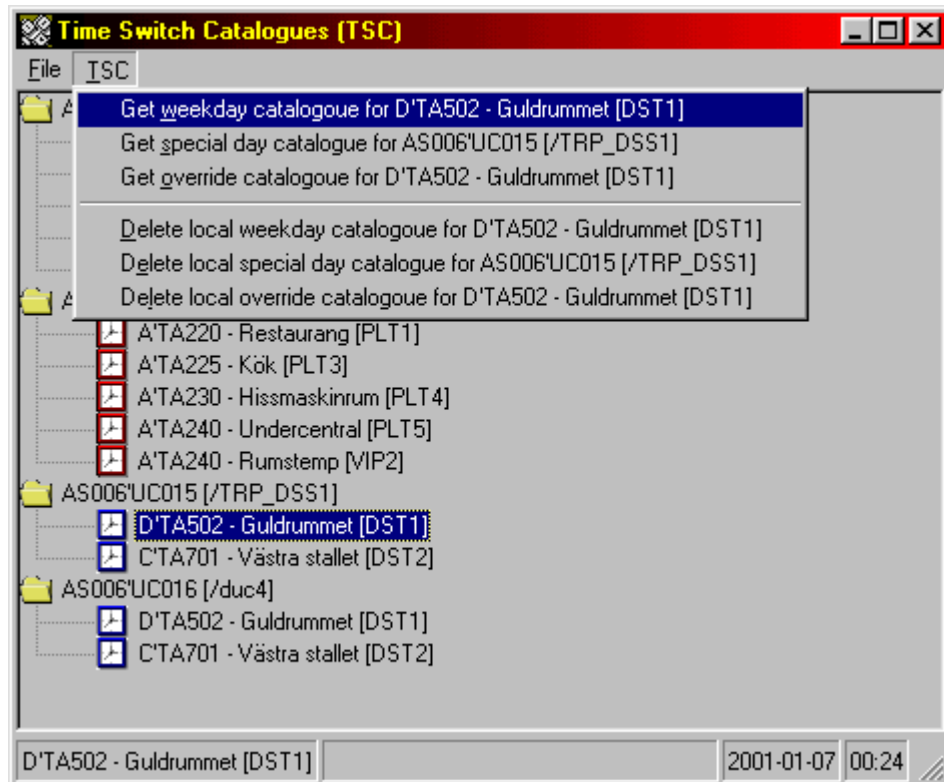 Time Switch Catalogues (TSC)
File TSC
A
Get weekday catalogoue for D'TA502 - Guldrummet [DST1]
Get special day catalogue for AS006'UC015 [/TRP_DSS1]
Get override catalogoue for D'TA502 - Guldrummet [DST1]
Delete local weekday catalogoue for D'TA502 - Guldrummet [DST1]
Delete local special day catalogue for AS006'UC015 [/TRP_DSS1]
A
Delete local override catalogoue for D'TA502 - Guldrummet [DST1]
A'TA220 - Restaurang [PLT1]
A'TA225 - Kök [PLT3]
A'TA230 - Hissmaskinrum [PLT4]
A'TA240 - Undercentral [PLT5]
A'TA240 - Rumstemp [VIP2]
AS006'UC015 [/TRP_DSS1]
D'TA502 - Guldrummet [DST1]
C'TA701 - Västra stallet [DST2]
AS006'UC016 [/duc4]
D'TA502 - Guldrummet [DST1]
C'TA701 - Västra stallet [DST2]
D'TA502 - Guldrummet [DST1] 2001-01-07 00:24